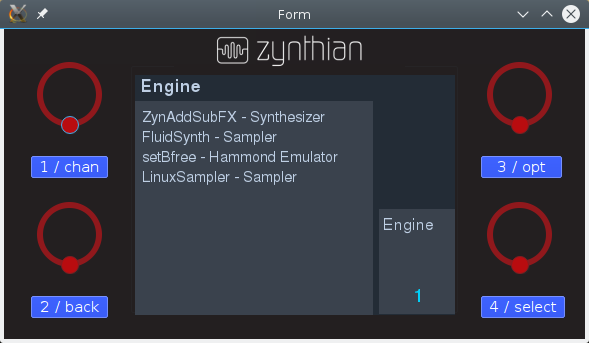 Form
zynthian
Engine
ZynAddSubFX - Synthesizer
FluidSynth - Sampler
setBfree - Hammond Emulator
LinuxSampler - Sampler
1 / chan
3 / opt
Engine
1
2 / back
4 / select